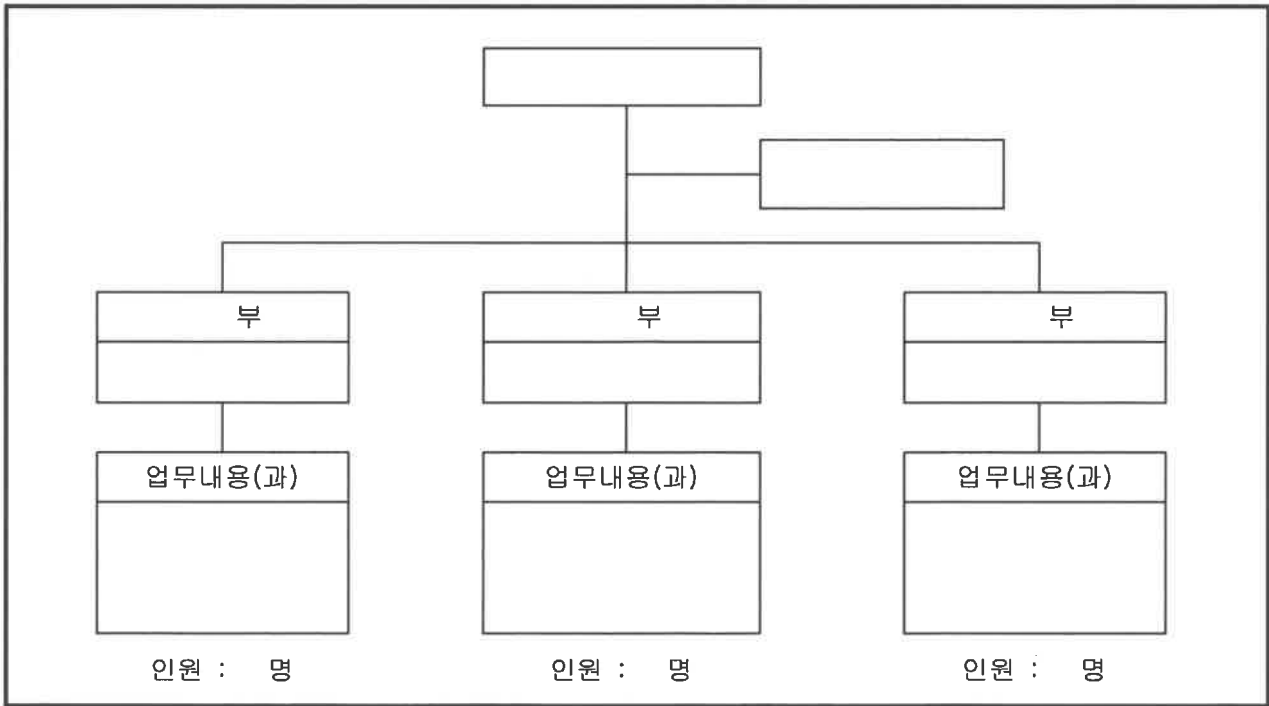 부 부 부
업무내용(과) 업무내용(과) 업무내용(과)
인원 : 명 인원 : 명 인원 : 명